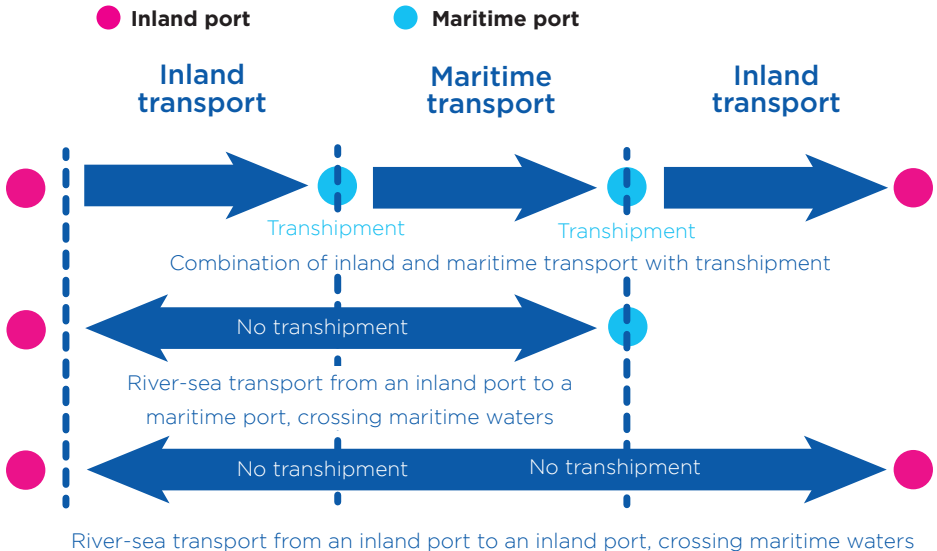 Inland port
Maritime port
Inland
transport
Maritime
transport
Inland
transport
Transhipment
Transhipment
Combination of inland and maritime transport with transhipment
No transhipment
River-sea transport from an inland port to a
maritime port, crossing maritime waters
No transhipment
No transhipment
River-sea transport from an inland port to an inland port, crossing maritime waters